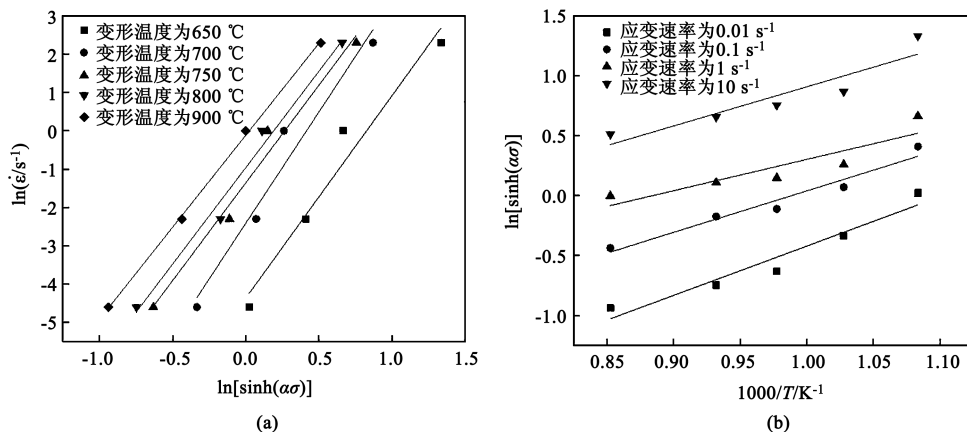 变形温度为650 ℃
变形温度为700 ℃
变形温度为750 ℃
变形温度为800 ℃
变形温度为900 ℃
ln(ε̇/s⁻¹)
3
2
1
0
-1
-2
-3
-4
-5
-1.0 -0.5 0.0 0.5 1.0 1.5
ln[sinh(ασ)]
(a)
应变速率为0.01 s⁻¹
应变速率为0.1 s⁻¹
应变速率为1 s⁻¹
应变速率为10 s⁻¹
ln[sinh(ασ)]
1.5
1.0
0.5
0.0
-0.5
-1.0
0.85 0.90 0.95 1.00 1.05 1.10
1000/T/K⁻¹
(b)